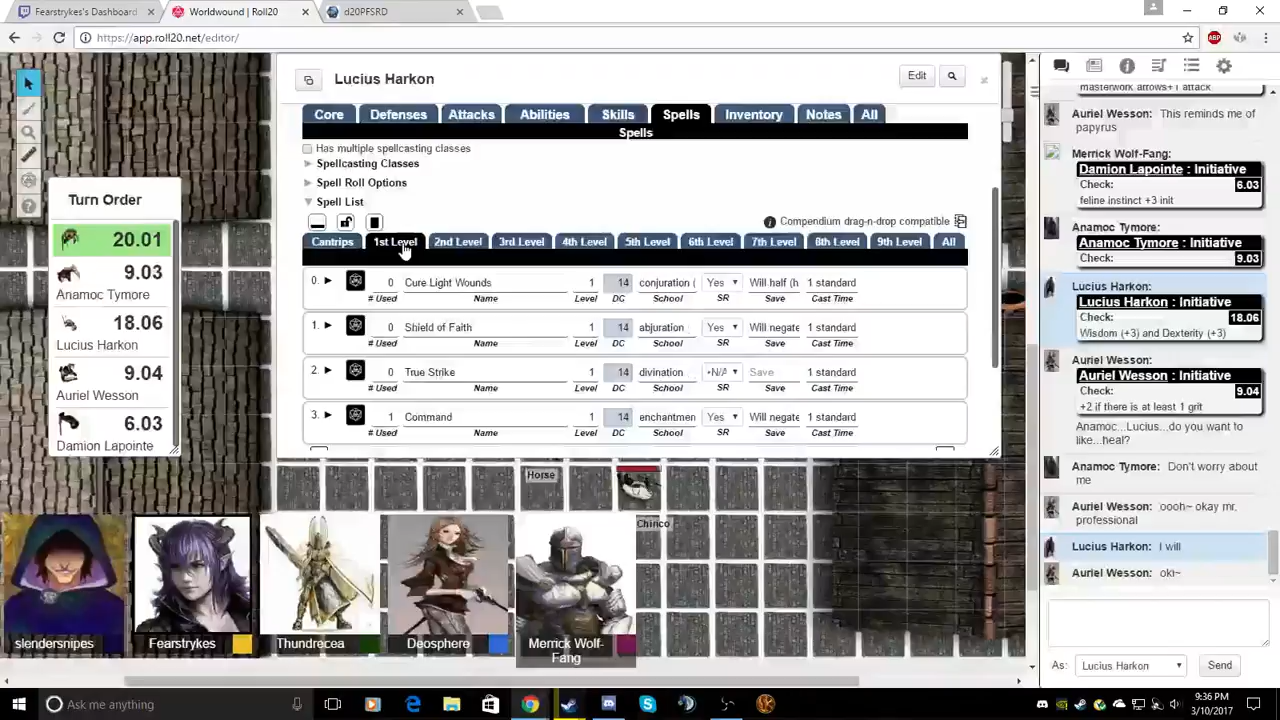 Fearstrykes's Dashboard
Worldwound | Roll20
d20PFSRD
https://app.roll20.net/editor/
ABP
Turn Order
20.01
9.03
Anamoc Tymore
18.06
Lucius Harkon
9.04
Auriel Wesson
6.03
Damion Lapointe
Lucius Harkon
Edit
Core Defenses Attacks Abilities Skills Spells Inventory Notes All
Spells
Has multiple spellcasting classes
Spellcasting Classes
Spell Roll Options
Spell List
Compendium drag-n-drop compatible
Cantrips 1st Level 2nd Level 3rd Level 4th Level 5th Level 6th Level 7th Level 8th Level 9th Level All
0. 0 Cure Light Wounds 1 14 conjuration ( Yes Will half (h 1 standard
# Used Name Level DC School SR Save Cast Time
1. 0 Shield of Faith 1 14 abjuration Yes Will negate 1 standard
# Used Name Level DC School SR Save Cast Time
2. 0 True Strike 1 14 divination -N/A Save 1 standard
# Used Name Level DC School SR Save Cast Time
3. 1 Command 1 14 enchantmen Yes Will negate 1 standard
# Used Name Level DC School SR Save Cast Time
Horse
Chirico
slendersnipes
Fearstrykes
Thundrecea
Deosphere
Merrick Wolf-
Fang
masterwork arrows+1 attack
Auriel Wesson: This reminds me of
papyrus
Merrick Wolf-Fang:
Damion Lapointe : Initiative
Check: 6.03
feline instinct +3 init
Anamoc Tymore:
Anamoc Tymore : Initiative
Check: 9.03
Lucius Harkon:
Lucius Harkon : Initiative
Check: 18.06
Wisdom (+3) and Dexterity (+3)
Auriel Wesson:
Auriel Wesson : Initiative
Check: 9.04
+2 if there is at least 1 grit
Anamoc...Lucius...do you want to
like...heal?
Anamoc Tymore: Don't worry about
me
Auriel Wesson: :oooh~ okay mr,
professional
Lucius Harkon: I will
Auriel Wesson: oki~
As: Lucius Harkon Send
Ask me anything
9:36 PM
3/10/2017